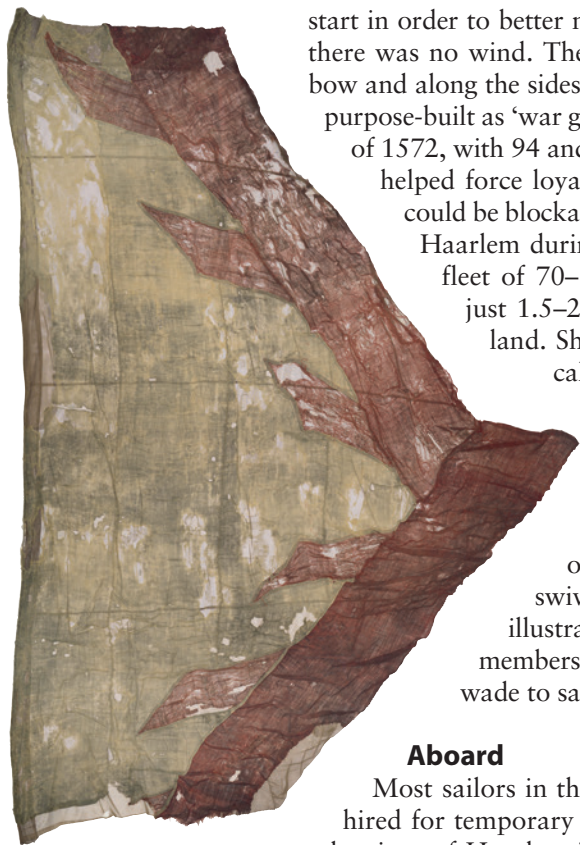 start in order to better
there was no wind. The
bow and along the sides
purpose-built as ‘war g
of 1572, with 94 and
helped force loya
could be blocka
Haarlem durin
fleet of 70–
just 1.5–2
land. Sh
cal
o
swiv
illustra
members
wade to sa
Aboard
Most sailors in th
hired for temporary